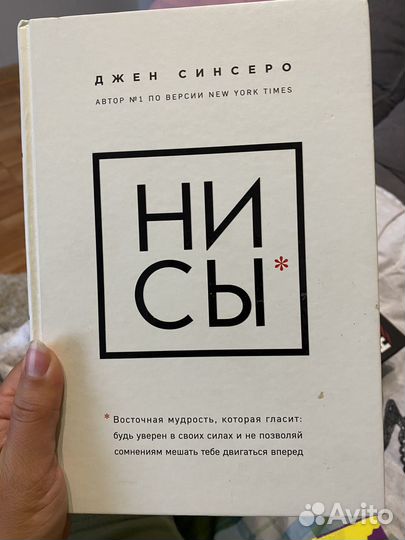 ДЖЕН СИНСЕРО
АВТОР №1 ПО ВЕРСИИ NEW YORK TIMES
НИ
СЫ*
* Восточная мудрость, которая гласит:
будь уверен в своих силах и не позволяй
сомнениям мешать тебе двигаться вперед
Avito